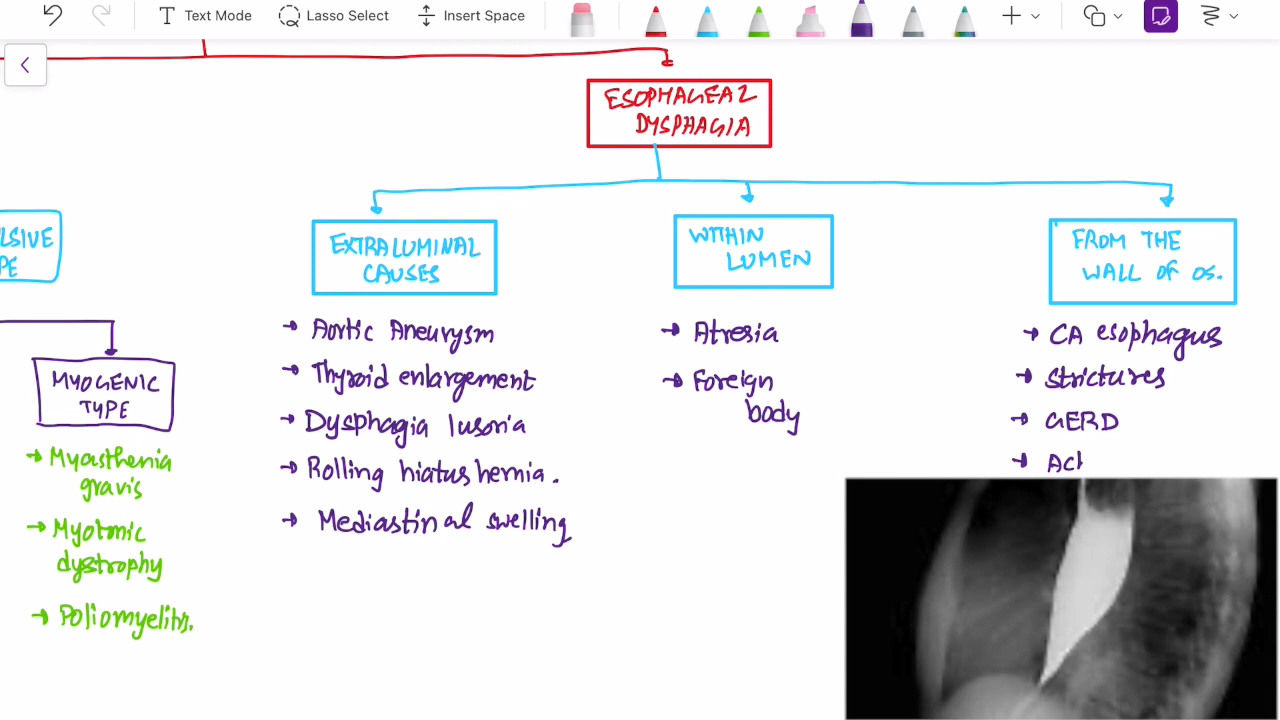 Text Mode
Lasso Select
Insert Space
ESOPHAGEAL
DYSPHAGIA
LSIVE
PE
EXTRALUMINAL
CAUSES
WITHIN
LUMEN
FROM THE
WALL OF OS.
MYOGENIC
TYPE
→ Myasthenia
gravis
→ Myotonic
dystrophy
→ Poliomyelitis.
→ Aortic Aneurysm
→ Thyroid enlargement
→ Dysphagia lusoria
→ Rolling hiatus hernia.
→ Mediastinal swelling
→ Atresia
→ Foreign
body
→ CA esophagus
→ strictures
→ GERD
→ Ach